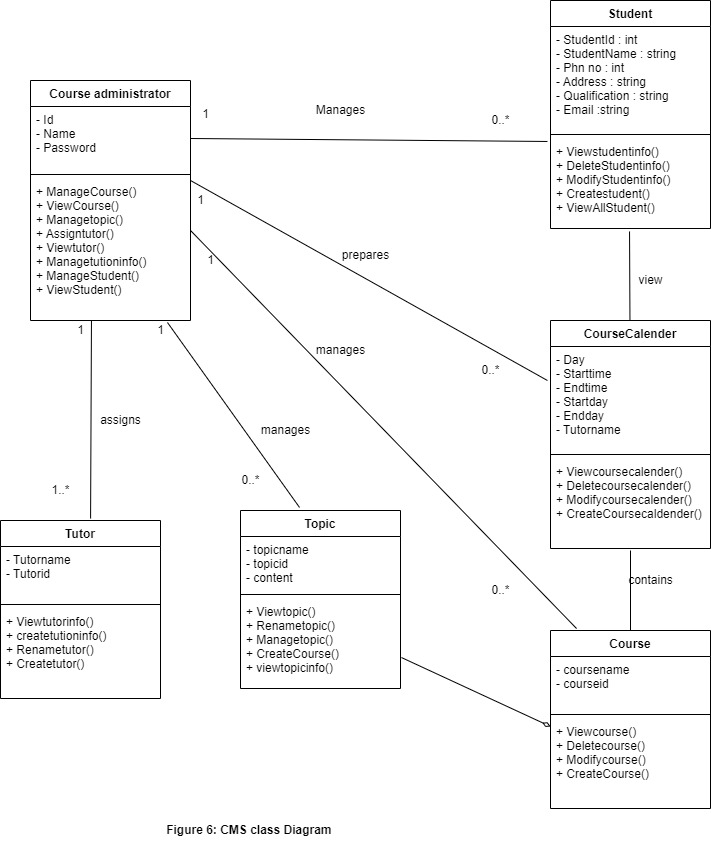 Student
- StudentId : int
- StudentName : string
- Phn no : int
- Address : string
- Qualification : string
- Email :string
+ Viewstudentinfo()
+ DeleteStudentinfo()
+ ModifyStudentinfo()
+ Createstudent()
+ ViewAllStudent()
Course administrator
- Id
- Name
- Password
+ ManageCourse()
+ ViewCourse()
+ Managetopic()
+ Assigntutor()
+ Viewtutor()
+ Managetutioninfo()
+ ManageStudent()
+ ViewStudent()
1
Manages
0..*
1
prepares
0..*
1
manages
0..*
view
1
assigns
1..*
1
manages
0..*
CourseCalender
- Day
- Starttime
- Endtime
- Startday
- Endday
- Tutorname
+ Viewcoursecalender()
+ Deletecoursecalender()
+ Modifycoursecalender()
+ CreateCoursecaldender()
contains
Tutor
- Tutorname
- Tutorid
+ Viewtutorinfo()
+ createtutioninfo()
+ Renametutor()
+ Createtutor()
Topic
- topicname
- topicid
- content
+ Viewtopic()
+ Renametopic()
+ Managetopic()
+ CreateCourse()
+ viewtopicinfo()
Course
- coursename
- courseid
+ Viewcourse()
+ Deletecourse()
+ Modifycourse()
+ CreateCourse()
Figure 6: CMS class Diagram